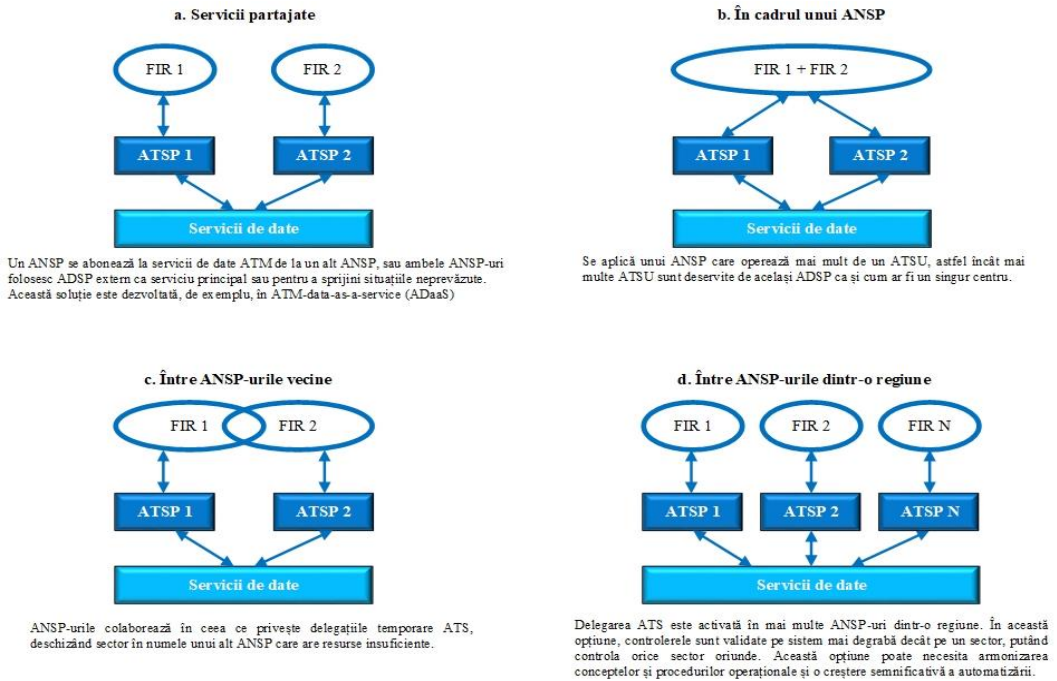 a. Servicii partajate
FIR 1
FIR 2
ATSP 1
ATSP 2
Servicii de date
Un ANSP se abonează la servicii de date ATM de la un alt ANSP, sau ambele ANSP-uri
folosesc ADSP extern ca serviciu principal sau pentru a sprijini situațiile neprevăzute.
Această soluție este dezvoltată, de exemplu, în ATM-data-as-a-service (ADaaS)
b. În cadrul unui ANSP
FIR 1 + FIR 2
ATSP 1
ATSP 2
Servicii de date
Se aplică unui ANSP care operează mai mult de un ATSU, astfel încât mai
multe ATSU sunt deservite de același ADSP ca și cum ar fi un singur centru.
c. Între ANSP-urile vecine
FIR 1
FIR 2
ATSP 1
ATSP 2
Servicii de date
ANSP-urile colaborează în ceea ce privește delegațiile temporare ATS,
deschizând sector în numele unui alt ANSP care are resurse insuficiente.
d. Între ANSP-urile dintr-o regiune
FIR 1
FIR 2
FIR N
ATSP 1
ATSP 2
ATSP N
Servicii de date
Delegarea ATS este activată în mai multe ANSP-uri dintr-o regiune. În această
opțiune, controlerele sunt validate pe sistem mai degrabă decât pe un sector, putând
controla orice sector oriunde. Această opțiune poate necesita armonizarea
conceptelor și procedurilor operaționale și o creștere semnificativă a automatizării.